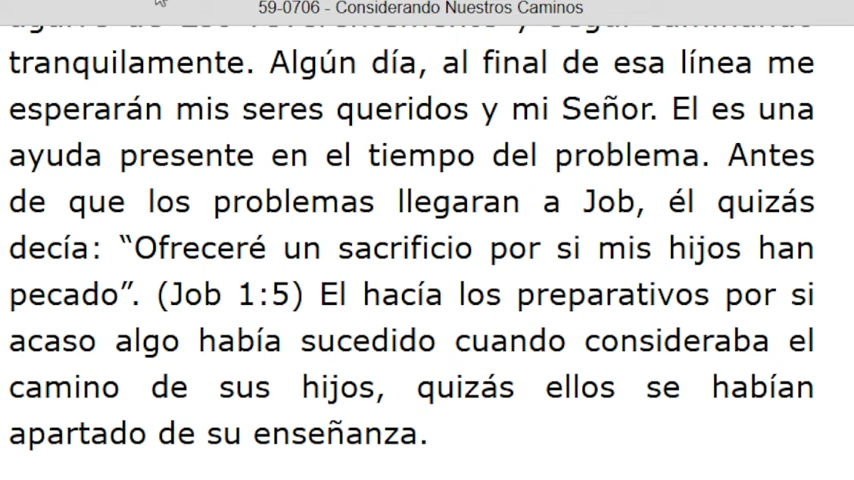 59-0706 - Considerando Nuestros Caminos
tranquilamente. Algún día, al final de esa línea me
esperarán mis seres queridos y mi Señor. El es una
ayuda presente en el tiempo del problema. Antes
de que los problemas llegaran a Job, él quizás
decía: “Ofreceré un sacrificio por si mis hijos han
pecado”. (Job 1:5) El hacía los preparativos por si
acaso algo había sucedido cuando consideraba el
camino de sus hijos, quizás ellos se habían
apartado de su enseñanza.